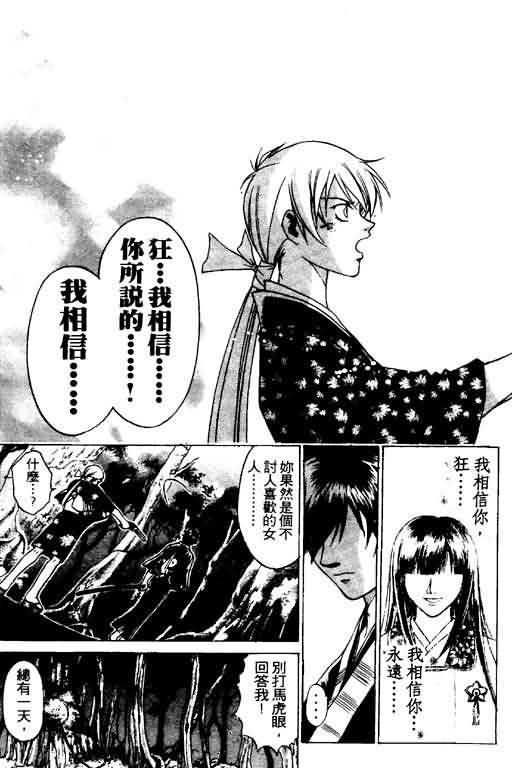 狂…我相信……
你所說的……！
我相信……
我相信你，
狂……
我相信你…
永遠……
…
妳果然是個不
討人喜歡的女
人……
什麼…？
別打馬虎眼，
回答我！
總有一天，